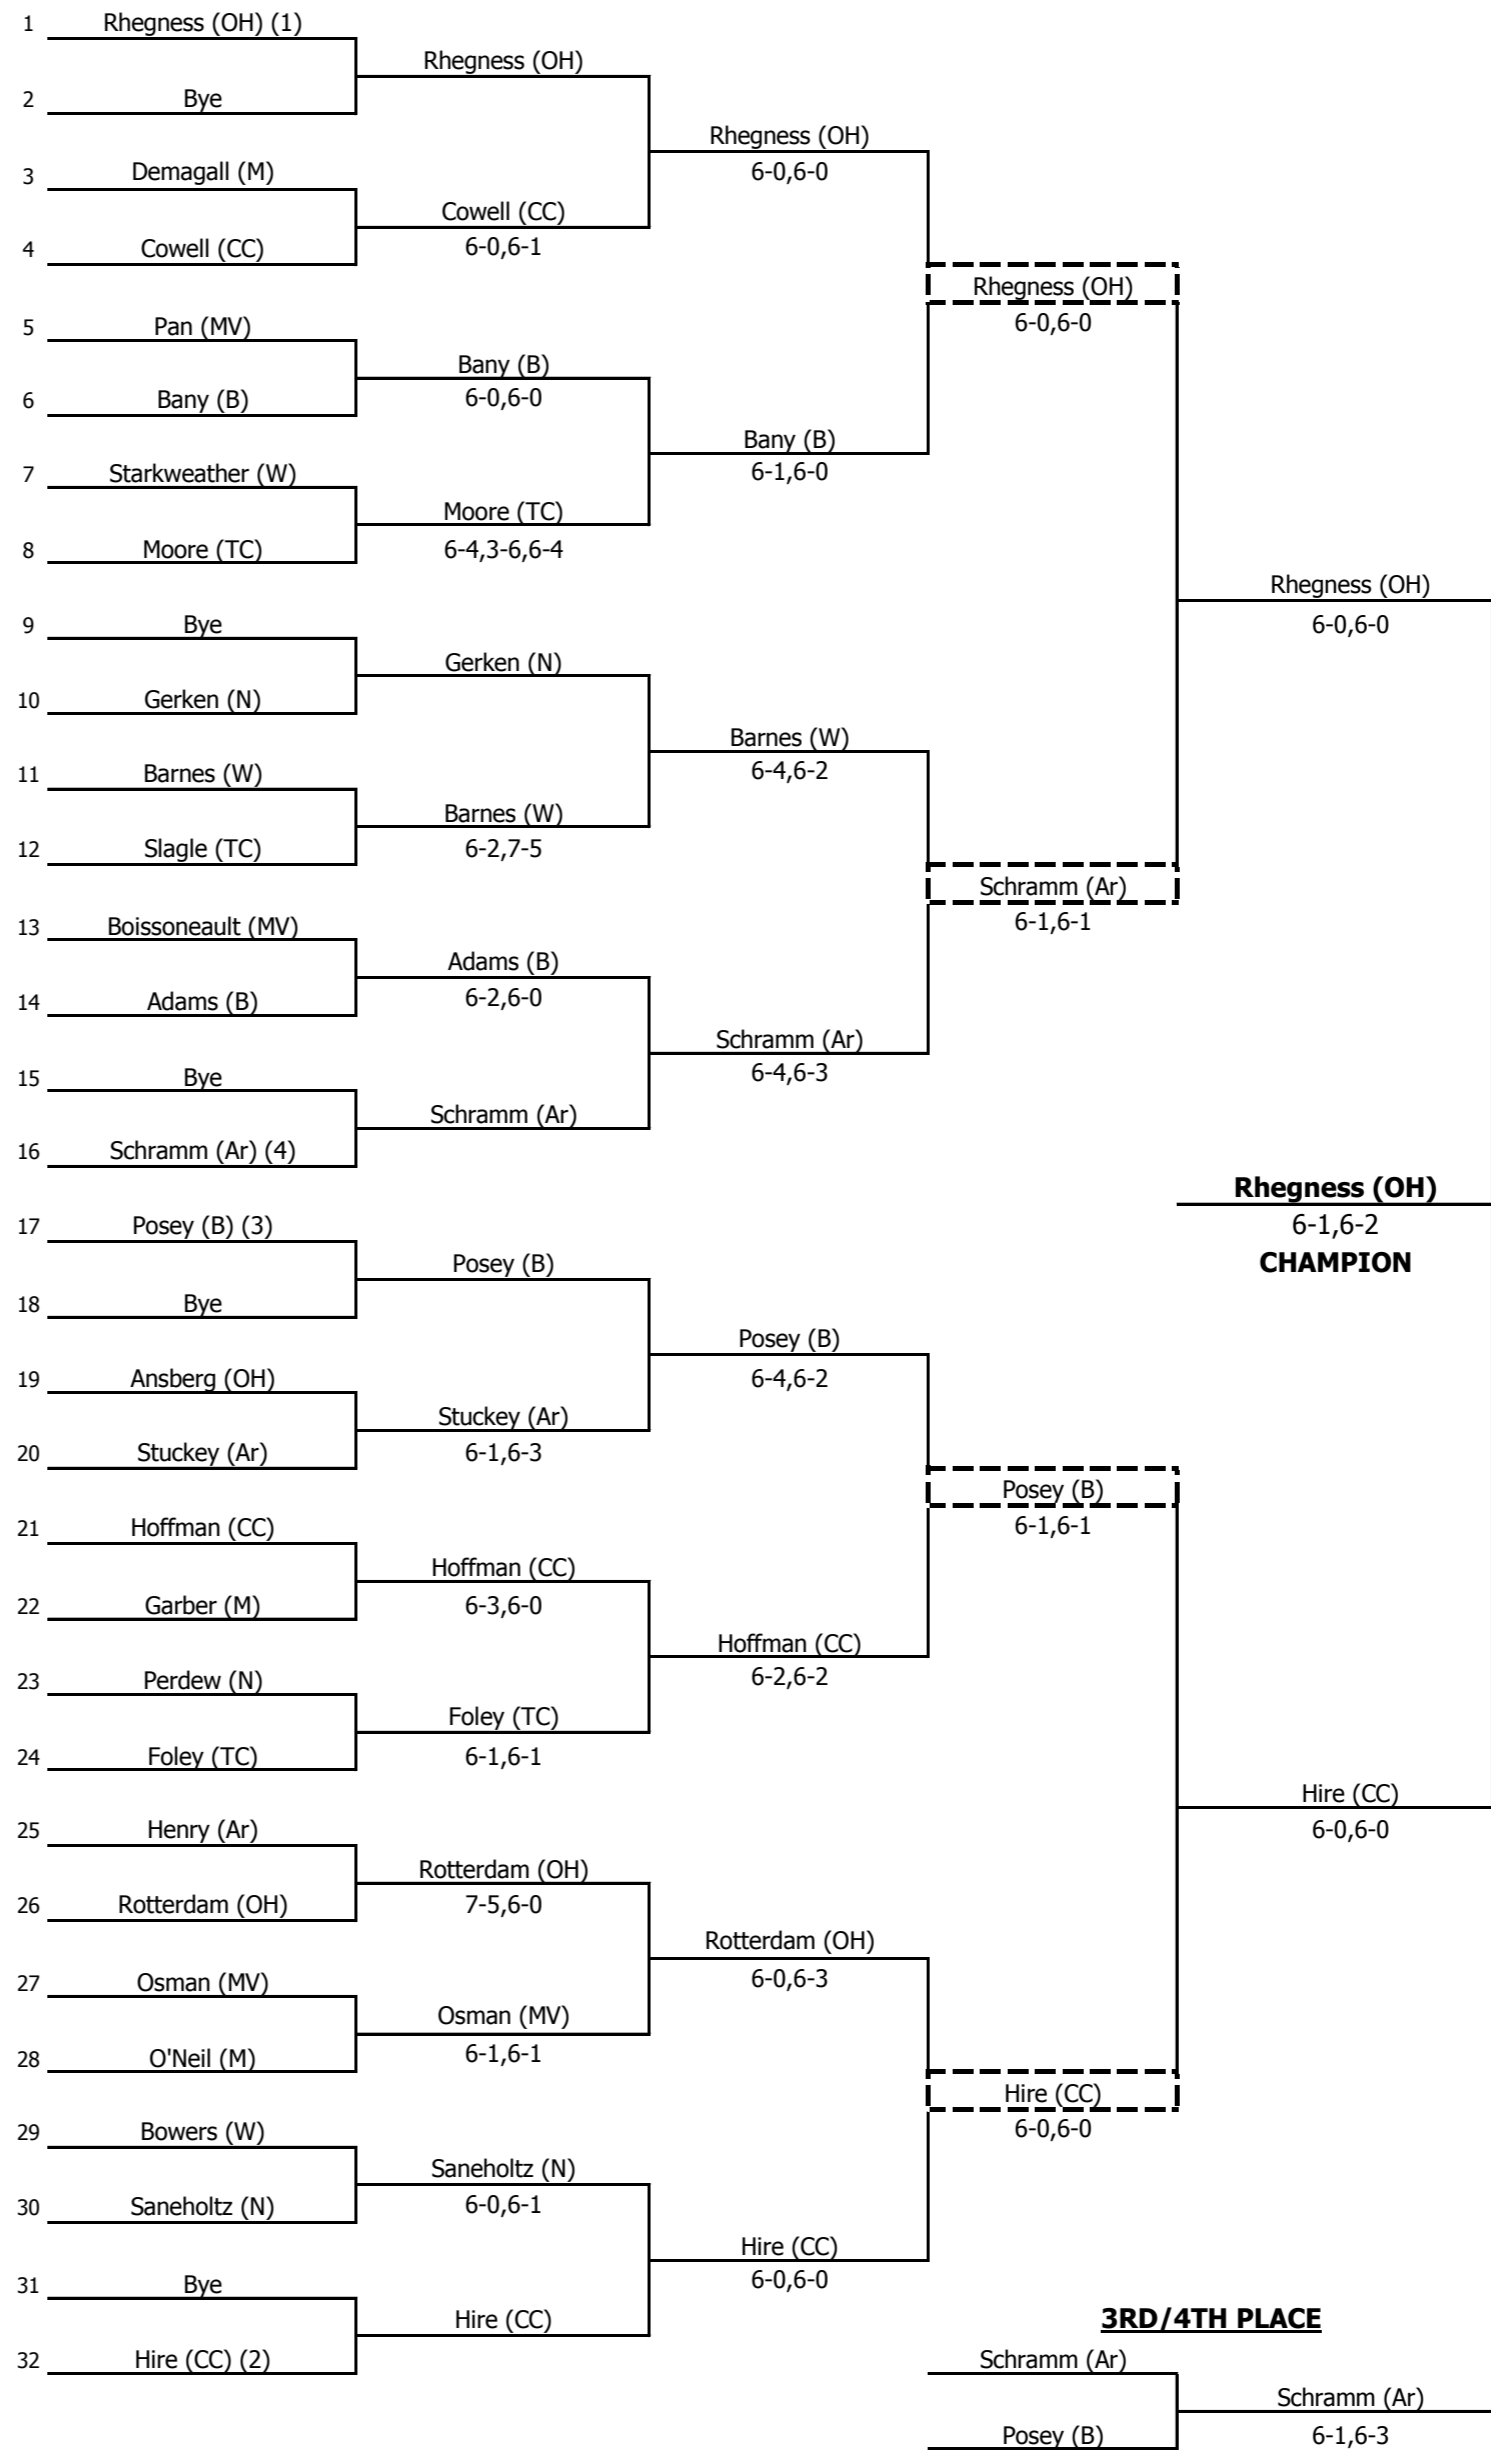 1 Rhegness (OH) (1)
Rhegness (OH)
2 Bye
Rhegness (OH)
6-0,6-0
3 Demagall (M)
Cowell (CC)
6-0,6-1
4 Cowell (CC)
Rhegness (OH)
6-0,6-0
5 Pan (MV)
Bany (B)
6-0,6-0
6 Bany (B)
Bany (B)
6-1,6-0
7 Starkweather (W)
Moore (TC)
6-4,3-6,6-4
8 Moore (TC)
Rhegness (OH)
6-0,6-0
9 Bye
Gerken (N)
10 Gerken (N)
Barnes (W)
6-4,6-2
11 Barnes (W)
Barnes (W)
6-2,7-5
12 Slagle (TC)
Schramm (Ar)
6-1,6-1
13 Boissoneault (MV)
Adams (B)
6-2,6-0
14 Adams (B)
Schramm (Ar)
6-4,6-3
15 Bye
Schramm (Ar)
16 Schramm (Ar) (4)
Rhegness (OH)
6-1,6-2
CHAMPION
17 Posey (B) (3)
Posey (B)
18 Bye
Posey (B)
6-4,6-2
19 Ansberg (OH)
Stuckey (Ar)
6-1,6-3
20 Stuckey (Ar)
Posey (B)
6-1,6-1
21 Hoffman (CC)
Hoffman (CC)
6-3,6-0
22 Garber (M)
Hoffman (CC)
6-2,6-2
23 Perdew (N)
Foley (TC)
6-1,6-1
24 Foley (TC)
Hire (CC)
6-0,6-0
25 Henry (Ar)
Rotterdam (OH)
7-5,6-0
26 Rotterdam (OH)
Rotterdam (OH)
6-0,6-3
27 Osman (MV)
Osman (MV)
6-1,6-1
28 O'Neil (M)
Hire (CC)
6-0,6-0
29 Bowers (W)
Saneholtz (N)
6-0,6-1
30 Saneholtz (N)
Hire (CC)
6-0,6-0
31 Bye
Hire (CC)
32 Hire (CC) (2)
3RD/4TH PLACE
Schramm (Ar)
Schramm (Ar)
6-1,6-3
Posey (B)